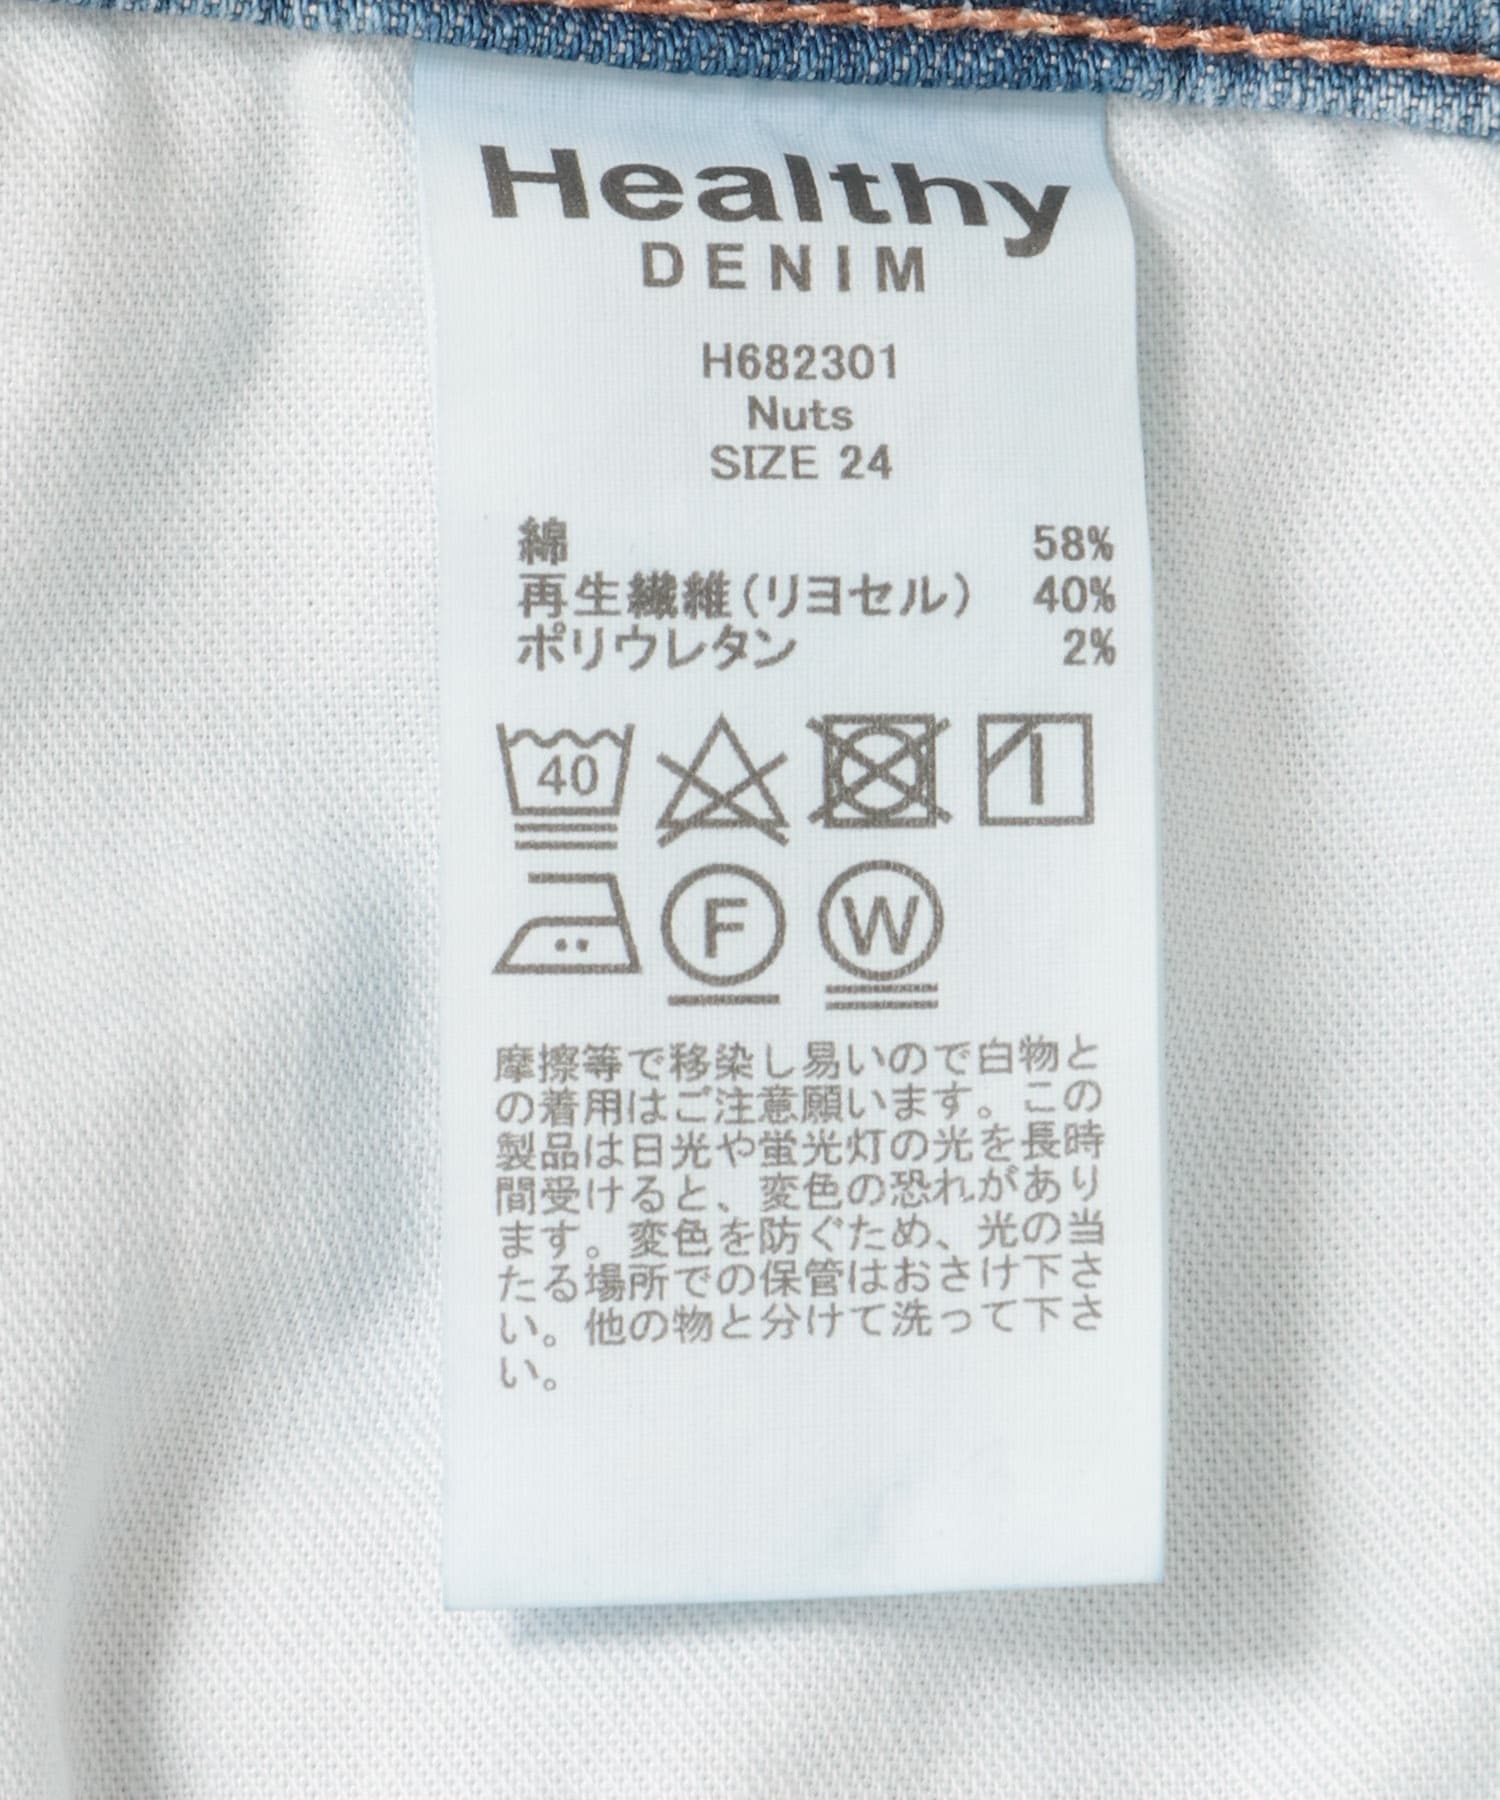 Healthy
DENIM
H682301
Nuts
SIZE 24
綿 58%
再生繊維(リヨセル) 40%
ポリウレタン 2%
40
F
W
摩擦等で移染し易いので白物と
の着用はご注意願います。この
製品は日光や蛍光灯の光を長時
間受けると、変色の恐れがあり
ます。変色を防ぐため、光の当
たる場所での保管はおさけ下さ
い。他の物と分けて洗って下さ
い。